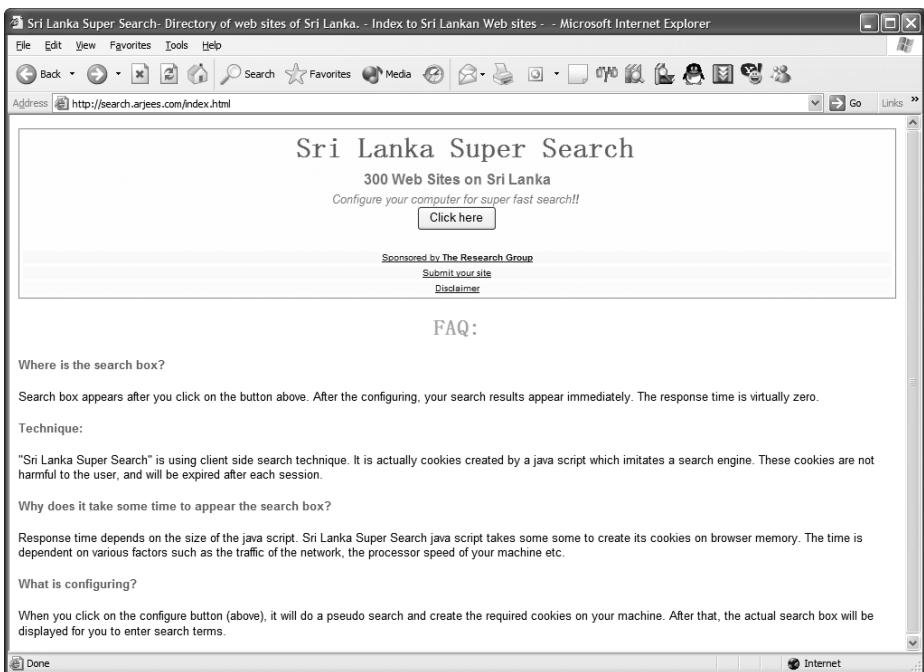 Sri Lanka Super Search- Directory of web sites of Sri Lanka. - Index to Sri Lankan Web sites - - Microsoft Internet Explorer
File Edit View Favorites Tools Help
Back Search Favorites Media
Address http://search.arjees.com/index.html Go Links »
Sri Lanka Super Search
300 Web Sites on Sri Lanka
Configure your computer for super fast search!!
Click here
Sponsored by The Research Group
Submit your site
Disclaimer
FAQ:
Where is the search box?
Search box appears after you click on the button above. After the configuring, your search results appear immediately. The response time is virtually zero.
Technique:
"Sri Lanka Super Search" is using client side search technique. It is actually cookies created by a java script which imitates a search engine. These cookies are not
harmful to the user, and will be expired after each session.
Why does it take some time to appear the search box?
Response time depends on the size of the java script. Sri Lanka Super Search java script takes some some to create its cookies on browser memory. The time is
dependent on various factors such as the traffic of the network, the processor speed of your machine etc.
What is configuring?
When you click on the configure button (above), it will do a pseudo search and create the required cookies on your machine. After that, the actual search box will be
displayed for you to enter search terms.
Done Internet